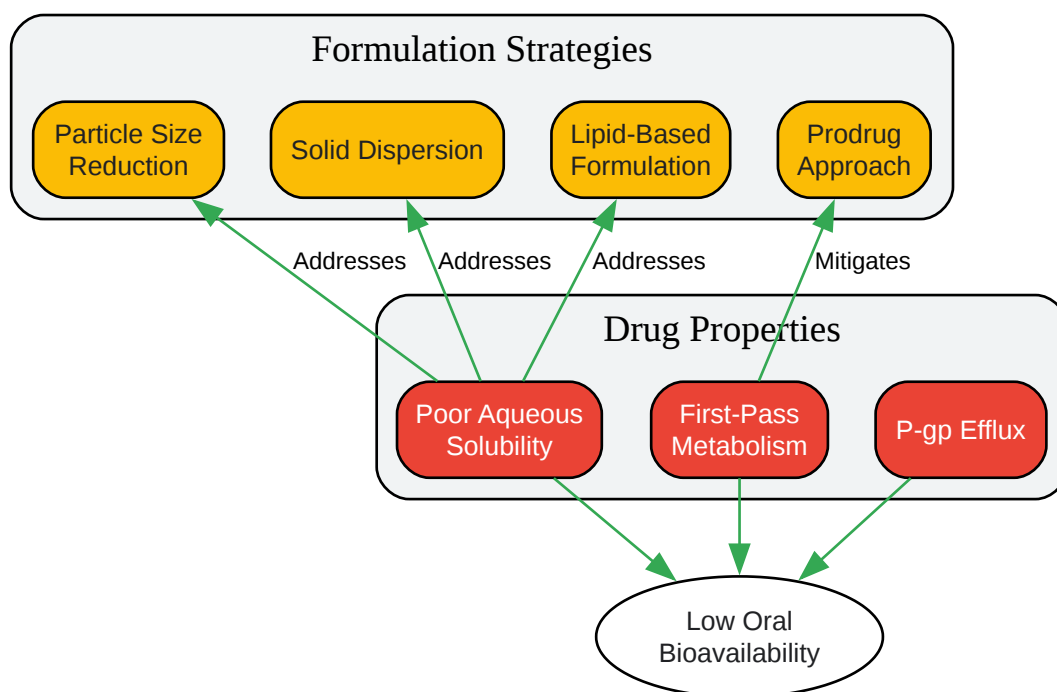 Formulation Strategies
Particle Size
Reduction
Solid Dispersion
Lipid-Based
Formulation
Prodrug
Approach
Addresses
Addresses
Addresses
Mitigates
Drug Properties
Poor Aqueous
Solubility
First-Pass
Metabolism
P-gp Efflux
Low Oral
Bioavailability